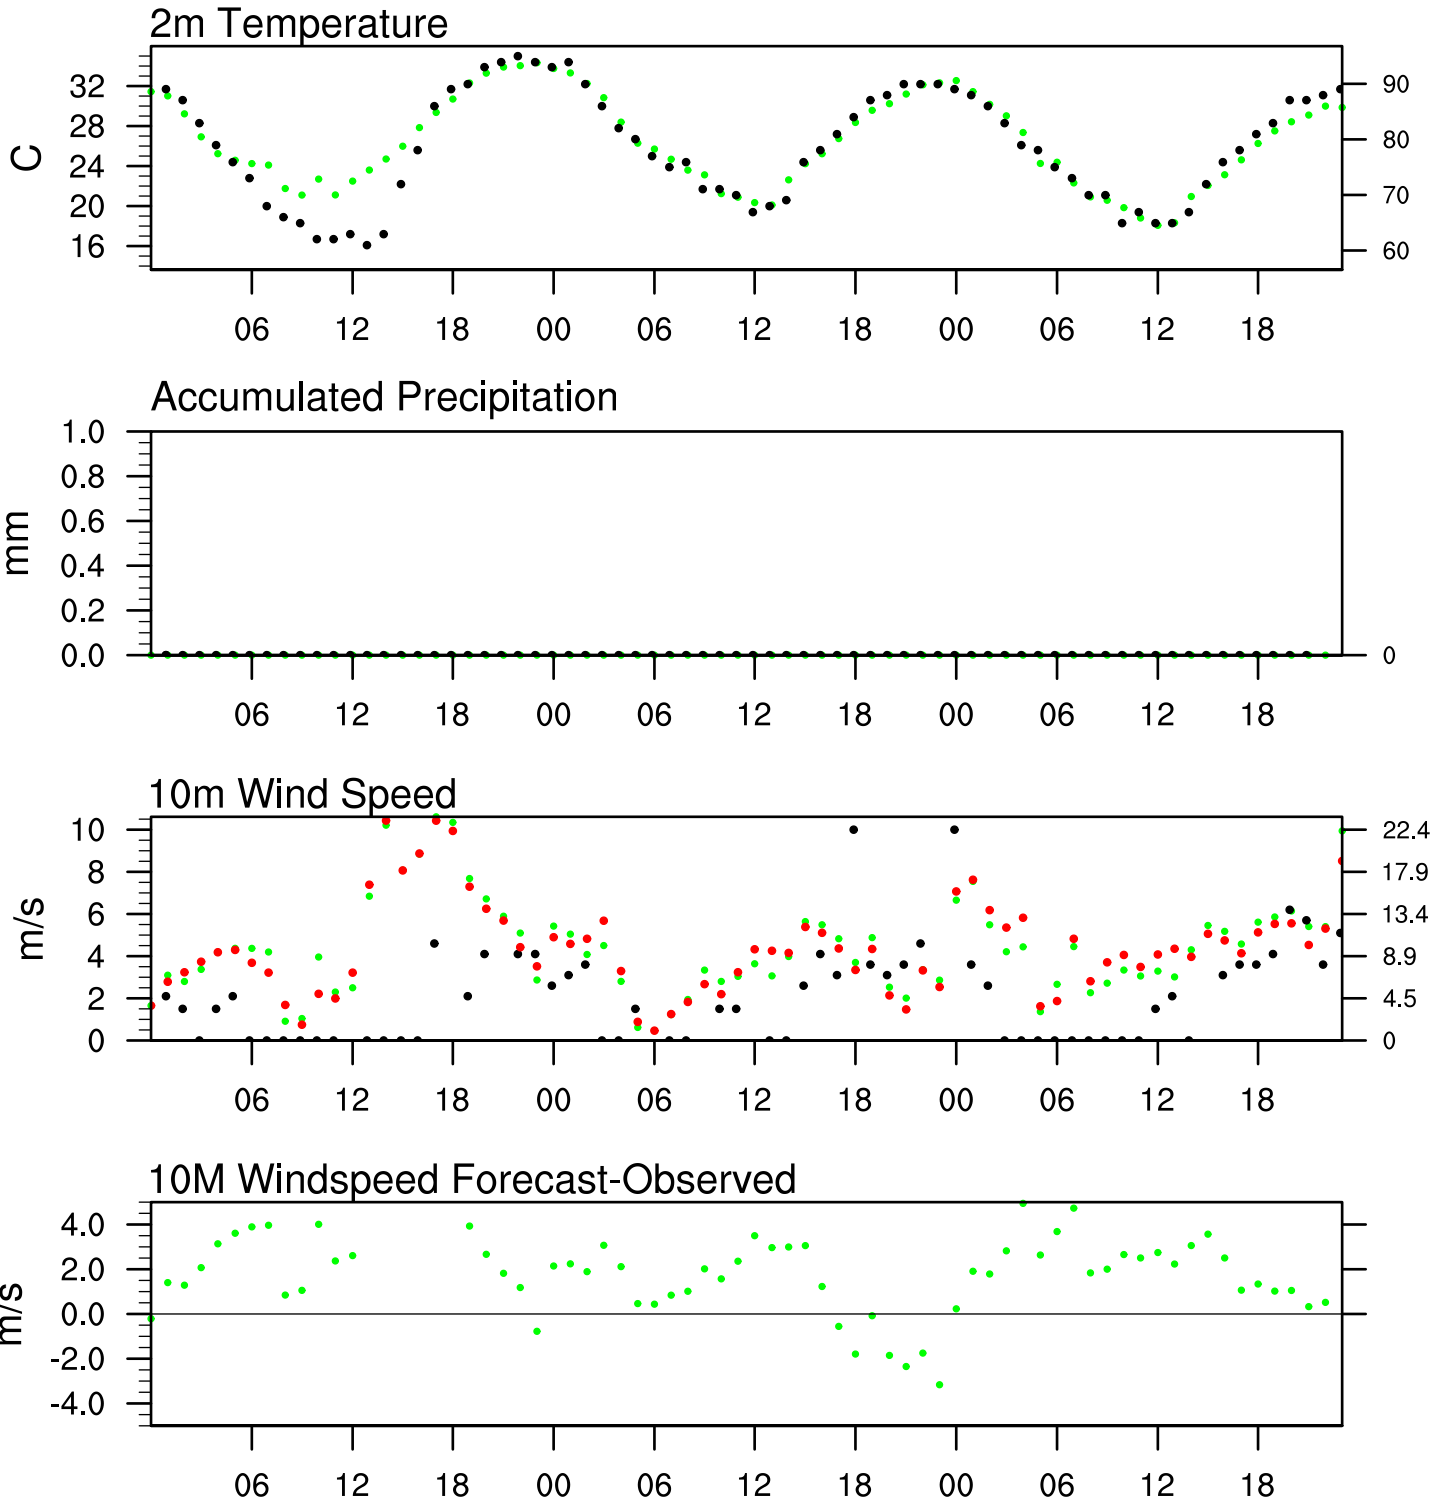 2m Temperature
C
32
28
24
20
16
90
80
70
60
06 12 18 00 06 12 18 00 06 12 18
Accumulated Precipitation
mm
1.0
0.8
0.6
0.4
0.2
0.0
0
06 12 18 00 06 12 18 00 06 12 18
10m Wind Speed
m/s
10
8
6
4
2
0
22.4
17.9
13.4
8.9
4.5
0
06 12 18 00 06 12 18 00 06 12 18
10M Windspeed Forecast-Observed
m/s
4.0
2.0
0.0
-2.0
-4.0
06 12 18 00 06 12 18 00 06 12 18